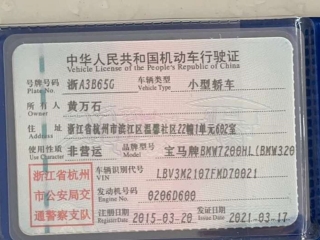 中华人民共和国机动车行驶证
Vehicle License of the People's Republic of China
号牌号码 浙A3B65G 车辆类型 小型轿车
Plate No. Vehicle Type
所有人 黄万石
Owner
住址 浙江省杭州市滨江区温馨社区22幢1单元602室
Address
使用性质 非营运 品牌型号 宝马牌BMW7200HL(BMW320
Use Character
浙江省杭州
市公安局交
通警察支队
车辆识别代号 LBV3M2107FMD70021
VIN
发动机号码 0206D600
Engine No.
注册日期 2015-03-20 发证日期 2021-03-17
Register Date Issue Date